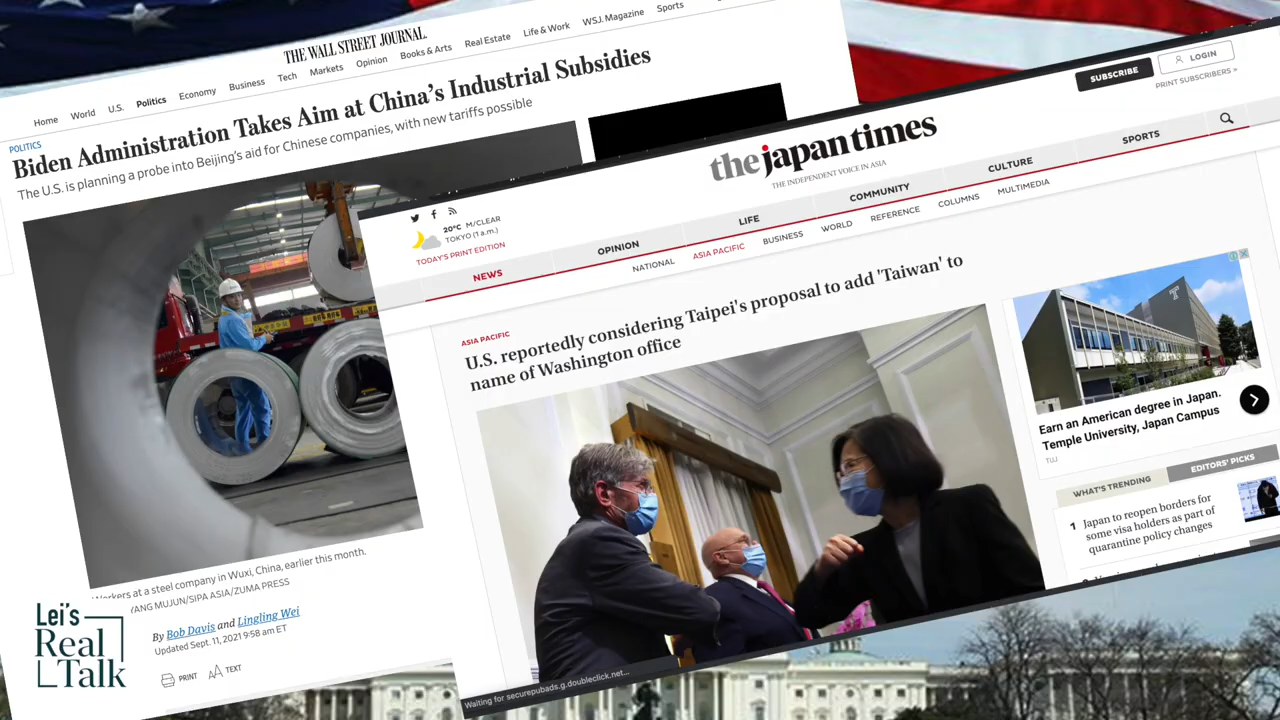 THE WALL STREET JOURNAL.
Home World U.S. Politics Economy Business Tech Markets Opinion Books & Arts Real Estate Life & Work WSJ. Magazine Sports
POLITICS
Biden Administration Takes Aim at China's Industrial Subsidies
The U.S. is planning a probe into Beijing's aid for Chinese companies, with new tariffs possible
Workers at a steel company in Wuxi, China, earlier this month.
YANG MUJUN/SIPA ASIA/ZUMA PRESS
By Bob Davis and Lingling Wei
Updated Sept. 11, 2021 9:58 am ET
PRINT AA TEXT
SUBSCRIBE LOGIN
PRINT SUBSCRIBERS >
the japan times
THE INDEPENDENT VOICE IN ASIA
20°C M/CLEAR
TOKYO (1 a.m.)
TODAY'S PRINT EDITION
NEWS OPINION LIFE COMMUNITY CULTURE SPORTS
NATIONAL ASIA PACIFIC BUSINESS WORLD REFERENCE COLUMNS MULTIMEDIA
ASIA PACIFIC
U.S. reportedly considering Taipei's proposal to add 'Taiwan' to
name of Washington office
Earn an American degree in Japan.
Temple University, Japan Campus
TUJ
WHAT'S TRENDING EDITORS' PICKS
1 Japan to reopen borders for
some visa holders as part of
quarantine policy changes
Waiting for securepubads.g.doubleclick.net...
Lei's
Real
Talk